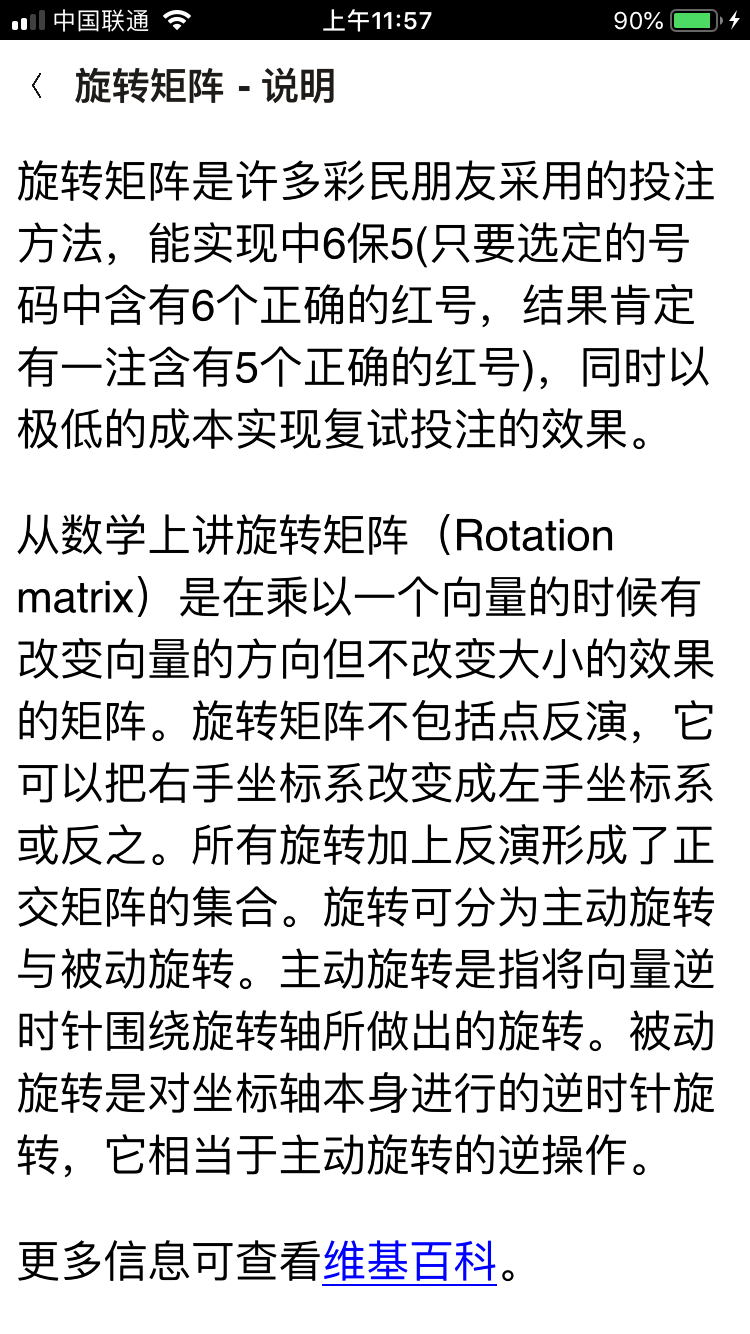 中国联通 上午11:57 90%
旋转矩阵 - 说明
旋转矩阵是许多彩民朋友采用的投注
方法，能实现中6保5(只要选定的号
码中含有6个正确的红号，结果肯定
有一注含有5个正确的红号)，同时以
极低的成本实现复试投注的效果。
从数学上讲旋转矩阵（Rotation
matrix）是在乘以一个向量的时候有
改变向量的方向但不改变大小的效果
的矩阵。旋转矩阵不包括点反演，它
可以把右手坐标系改变成左手坐标系
或反之。所有旋转加上反演形成了正
交矩阵的集合。旋转可分为主动旋转
与被动旋转。主动旋转是指将向量逆
时针围绕旋转轴所做出的旋转。被动
旋转是对坐标轴本身进行的逆时针旋
转，它相当于主动旋转的逆操作。
更多信息可查看维基百科。